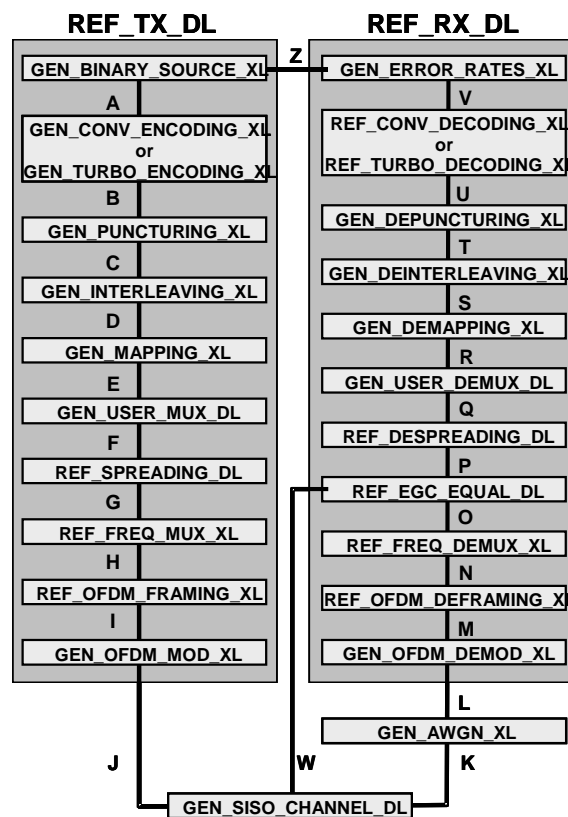 REF_TX_DL
GEN_BINARY_SOURCE_XL
A
GEN_CONV_ENCODING_XL
or
GEN_TURBO_ENCODING_XL
B
GEN_PUNCTURING_XL
C
GEN_INTERLEAVING_XL
D
GEN_MAPPING_XL
E
GEN_USER_MUX_DL
F
REF_SPREADING_DL
G
REF_FREQ_MUX_XL
H
REF_OFDM_FRAMING_XL
I
GEN_OFDM_MOD_XL
J
Z
REF_RX_DL
GEN_ERROR_RATES_XL
V
REF_CONV_DECODING_XL
or
REF_TURBO_DECODING_XL
U
GEN_DEPUNCTURING_XL
T
GEN_DEINTERLEAVING_XL
S
GEN_DEMAPPING_XL
R
GEN_USER_DEMUX_DL
Q
REF_DESPREADING_DL
P
REF_EGC_EQUAL_DL
O
REF_FREQ_DEMUX_XL
N
REF_OFDM_DEFRAMING_XL
M
GEN_OFDM_DEMOD_XL
L
GEN_AWGN_XL
W
K
GEN_SISO_CHANNEL_DL